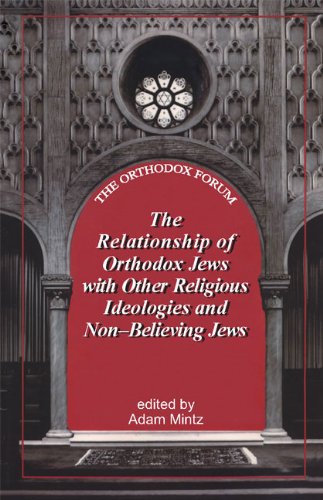 THE ORTHODOX FORUM
The
Relationship of
Orthodox Jews
with Other Religious
Ideologies and
Non–Believing Jews
edited by
Adam Mintz